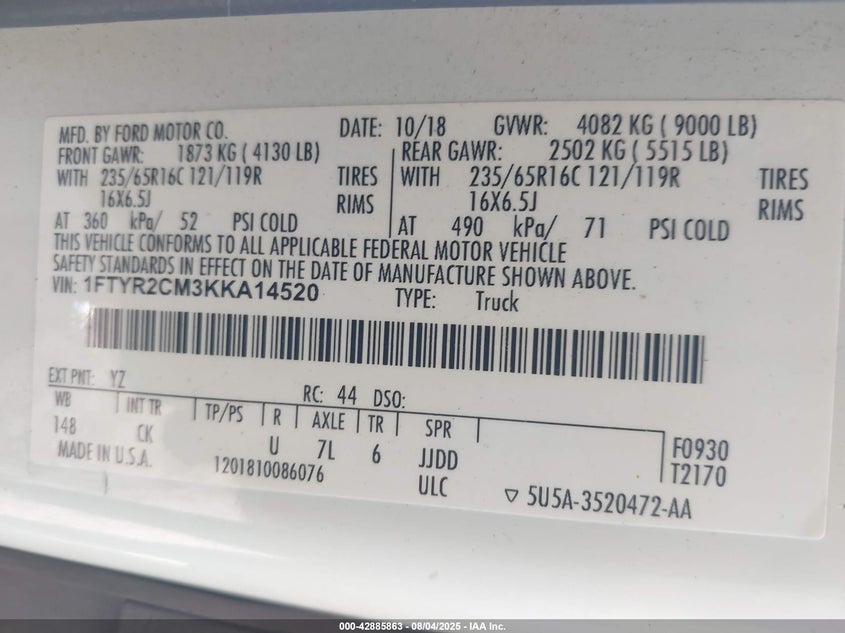 MFD. BY FORD MOTOR CO. DATE: 10/18 GVWR: 4082 KG ( 9000 LB)
FRONT GAWR: 1873 KG ( 4130 LB) REAR GAWR: 2502 KG ( 5515 LB)
WITH 235/65R16C 121/119R TIRES WITH 235/65R16C 121/119R TIRES
16X6.5J RIMS 16X6.5J RIMS
AT 360 kPa/ 52 PSI COLD AT 490 kPa/ 71 PSI COLD
THIS VEHICLE CONFORMS TO ALL APPLICABLE FEDERAL MOTOR VEHICLE
SAFETY STANDARDS IN EFFECT ON THE DATE OF MANUFACTURE SHOWN ABOVE.
VIN: 1FTYR2CM3KKA14520 TYPE: Truck
EXT PNT: YZ RC: 44 DSO:
WB INT TR TP/PS R AXLE TR SPR F0930
148 CK U 7L 6 JJDD T2170
MADE IN U.S.A. 1201810086076 ULC ▽ 5U5A-3520472-AA
000-42885863 - 08/04/2025 - IAA Inc.